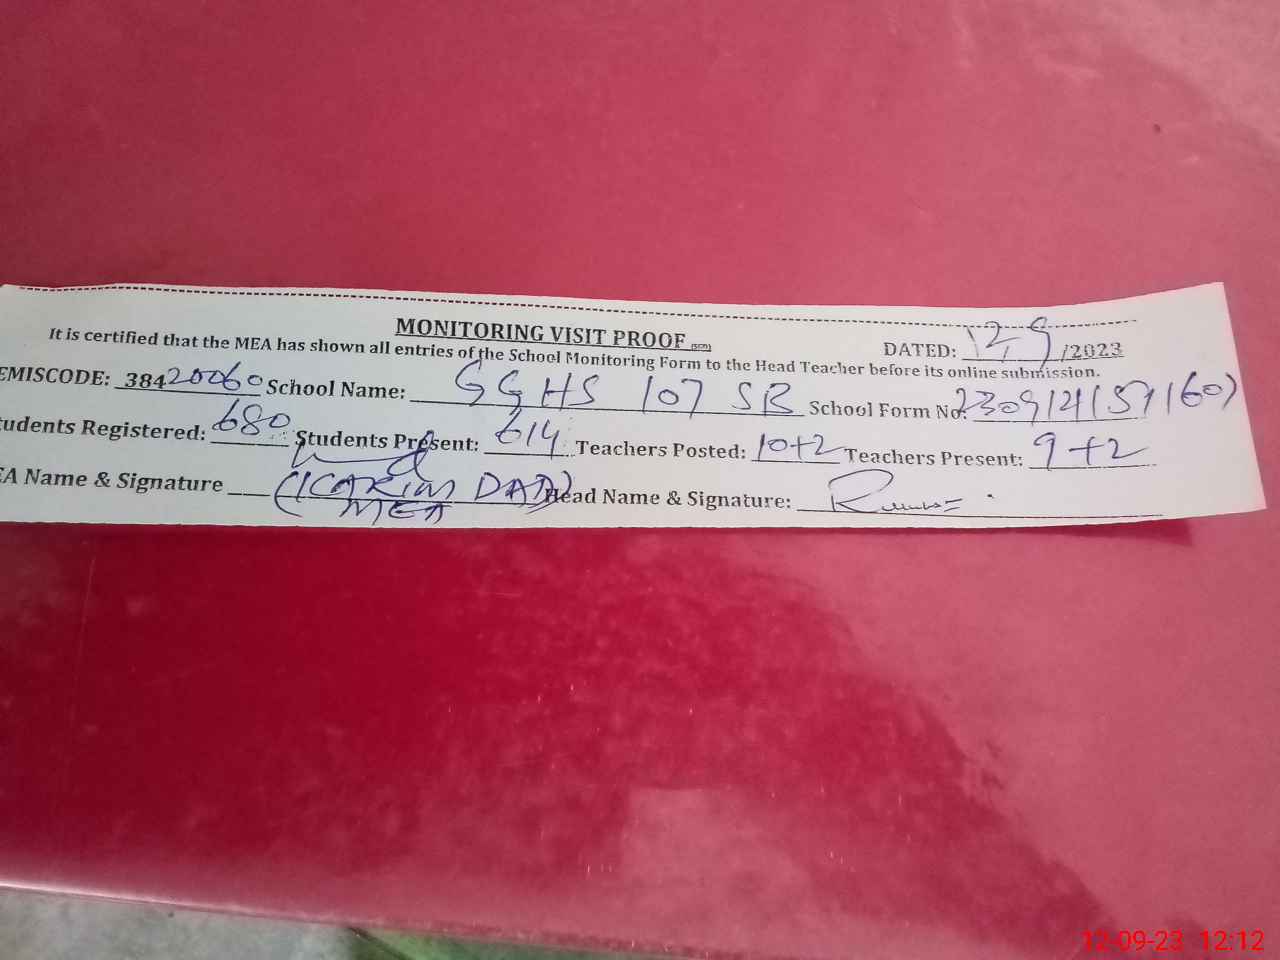 MONITORING VISIT PROOF
DATED: 12,9/2023
It is certified that the MEA has shown all entries of the School Monitoring Form to the Head Teacher before its online submission.
EMISCODE: 38420060 School Name: GGHS 107 SB School Form No:
udents Registered: 680 Students Present: 614 Teachers Posted: 10+2 Teachers Present: 9+2
EA Name & Signature (KARIM DAD) Head Name & Signature:
MEA
12-09-23 12:12